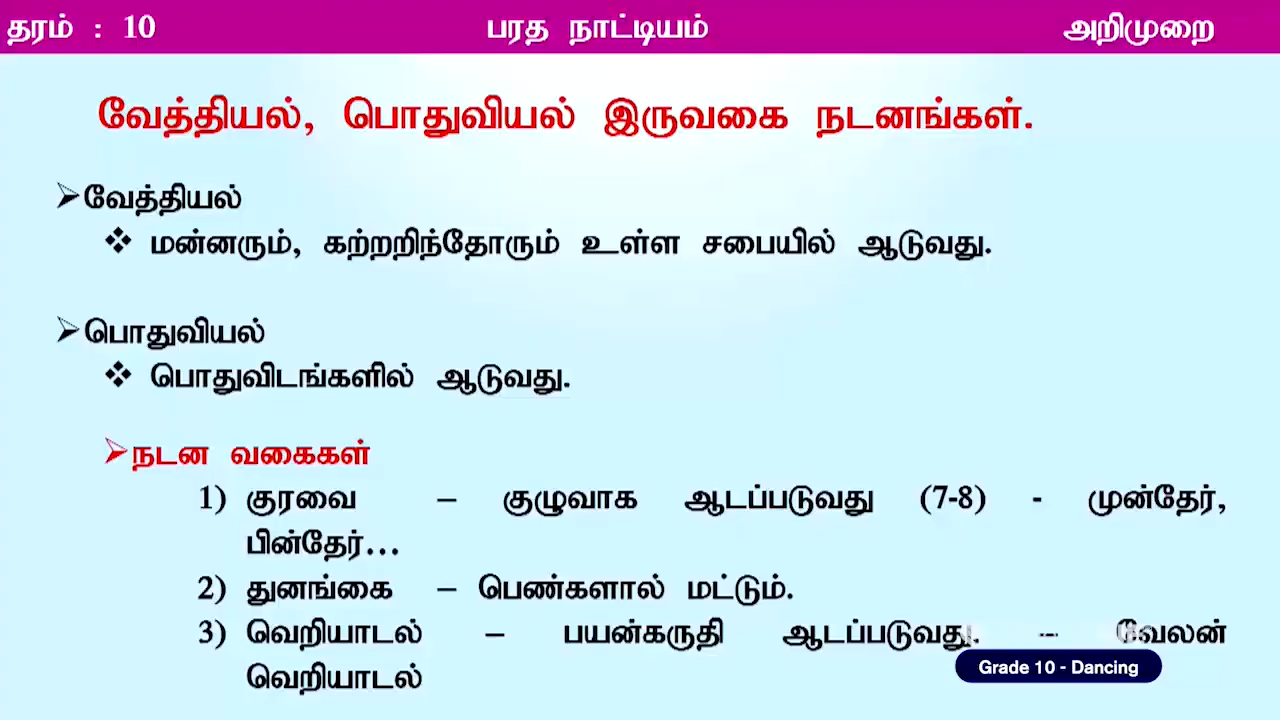 தரம் : 10 பரத நாட்டியம் அறிமுறை
வேத்தியல், பொதுவியல் இருவகை நடனங்கள்.
வேத்தியல்
மன்னரும், கற்றறிந்தோரும் உள்ள சபையில் ஆடுவது.
பொதுவியல்
பொதுவிடங்களில் ஆடுவது.
நடன வகைகள்
1) குரவை – குழுவாக ஆடப்படுவது (7-8) - முன்தேர்,
பின்தேர்...
2) துனங்கை – பெண்களால் மட்டும்.
3) வெறியாடல் – பயன்கருதி ஆடப்படுவது. – வேலன்
வெறியாடல்
Grade 10 - Dancing